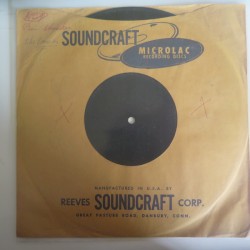 SOUNDCRAFT
MICROLAC
RECORDING DISCS
X X
MANUFACTURED IN U.S.A. BY
REEVES SOUNDCRAFT CORP.
GREAT PASTURE ROAD, DANBURY, CONN.